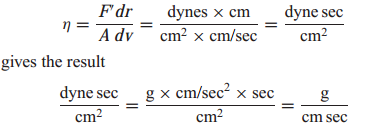 η = F′dr / A dv = dynes × cm / cm² × cm/sec = dyne sec / cm²
gives the result
dyne sec / cm² = g × cm/sec² × sec / cm² = g / cm sec